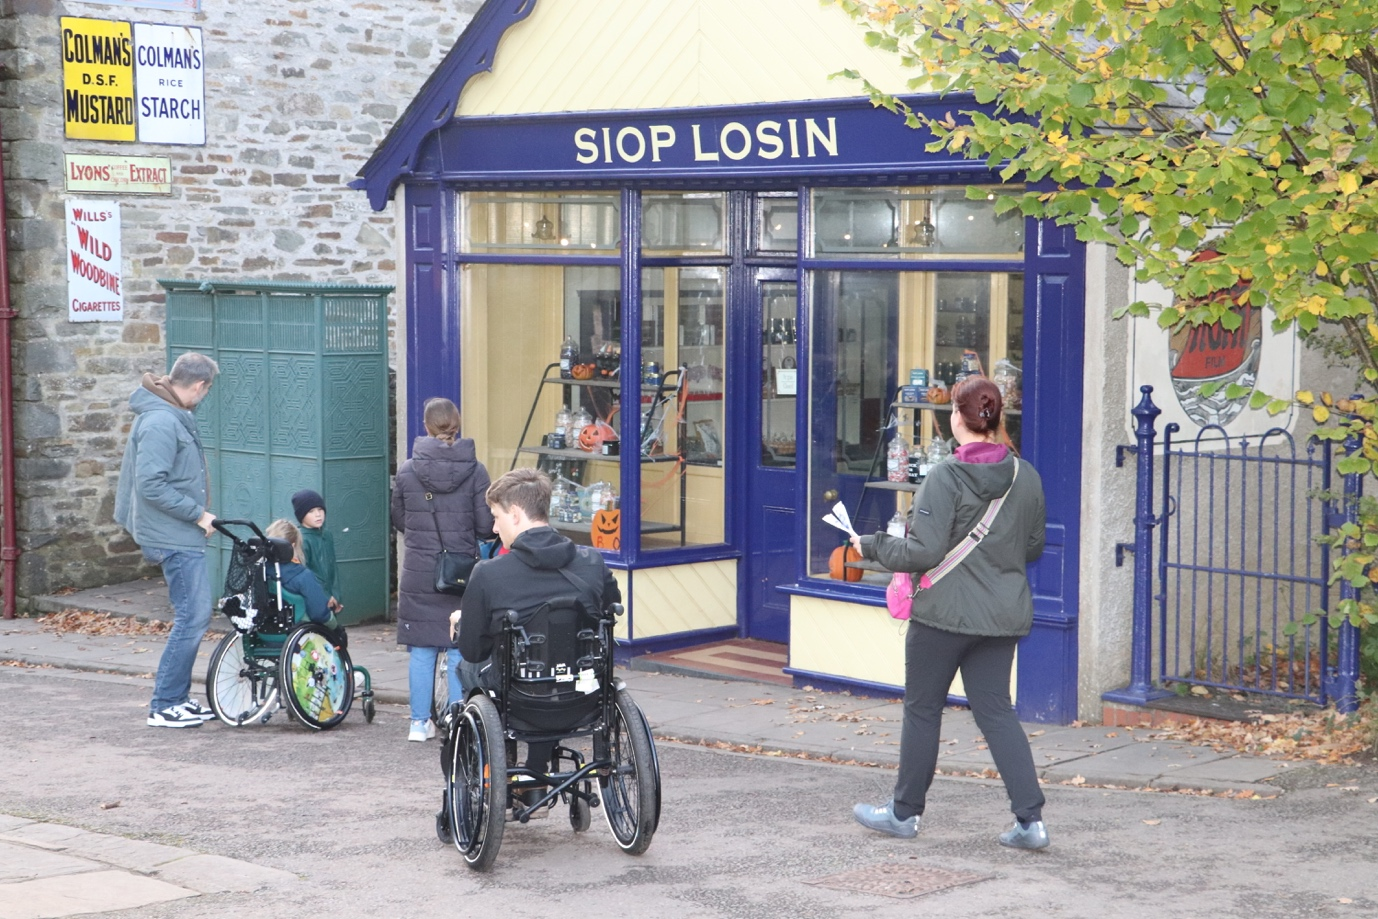 COLMAN'S
D.S.F.
MUSTARD
COLMAN'S
RICE
STARCH
LYONS' EXTRACT
WILLS'S
WILD
WOODBINE
CIGARETTES
SIOP LOSIN